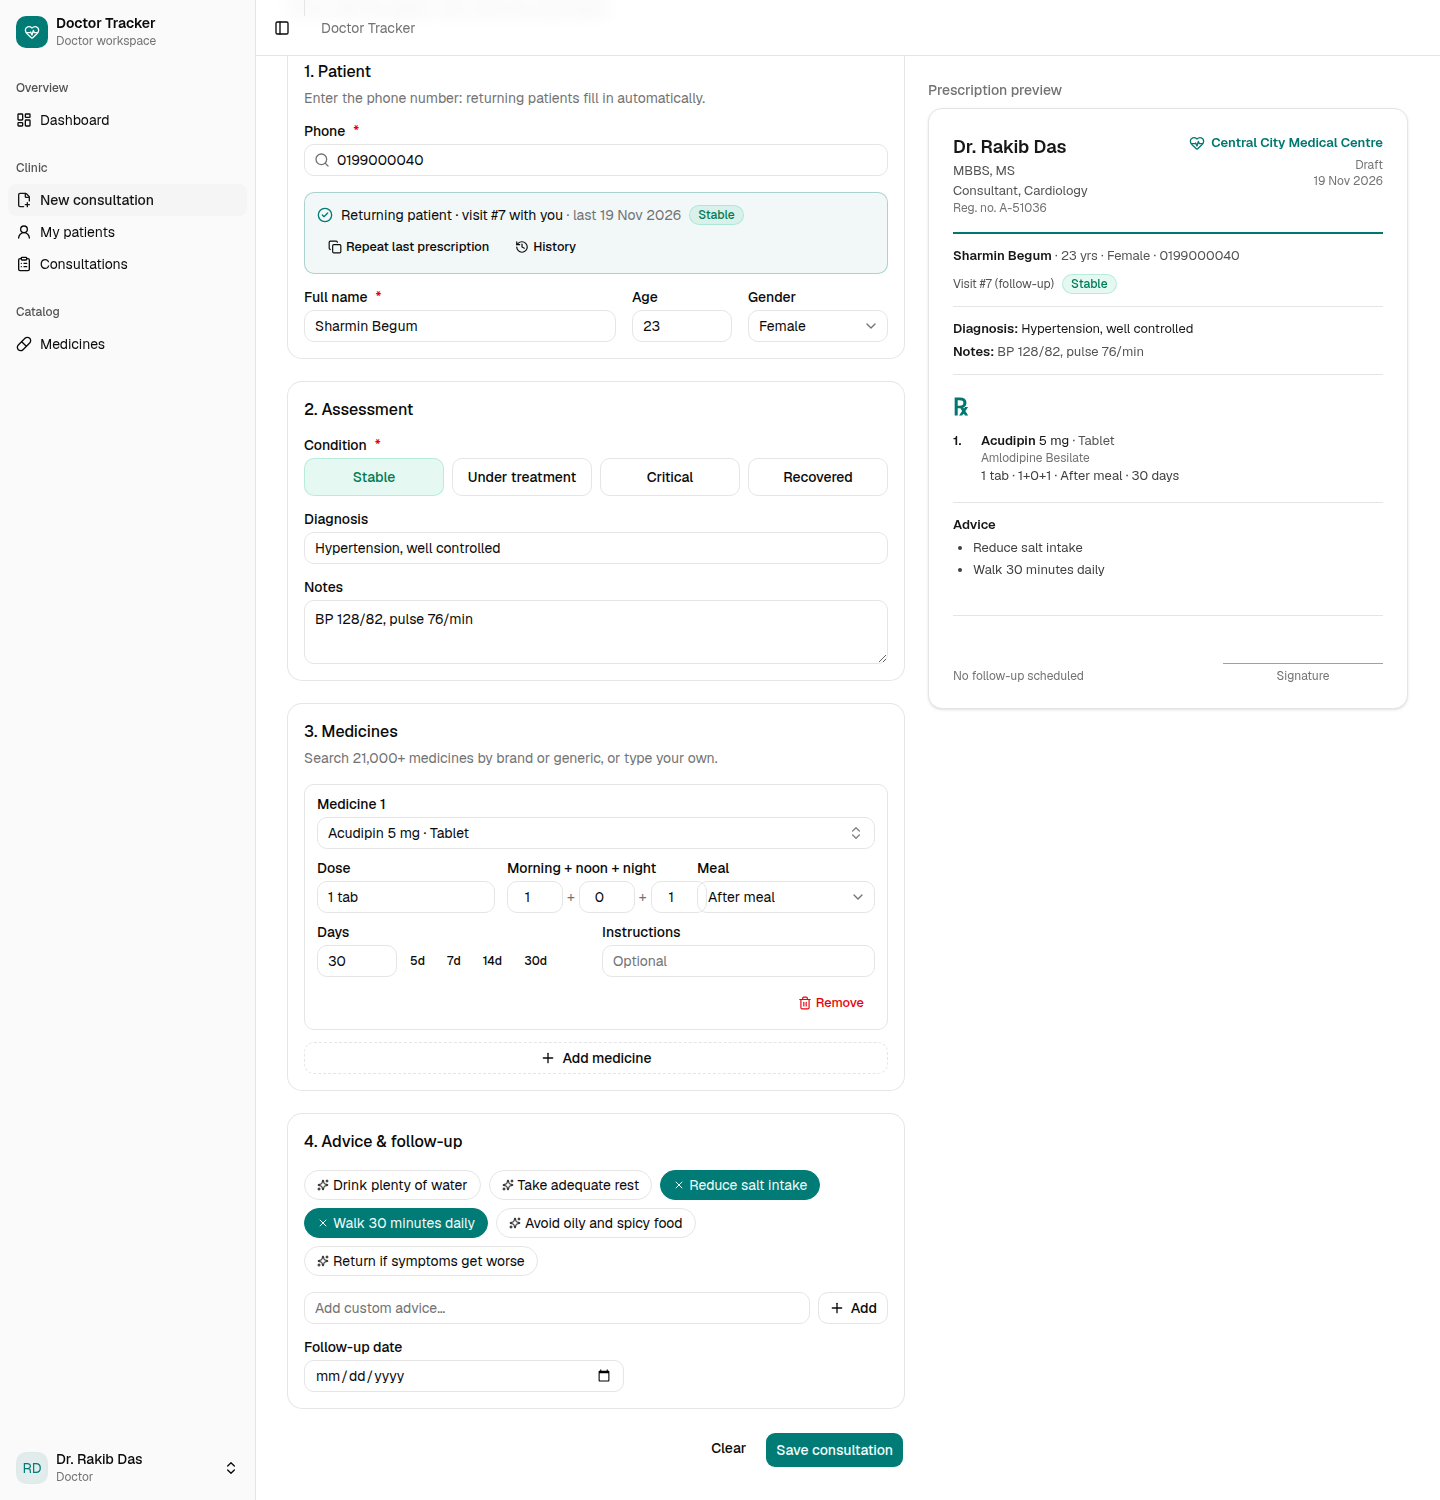 Doctor Tracker
Doctor workspace
Overview
Dashboard
Clinic
New consultation
My patients
Consultations
Catalog
Medicines
Dr. Rakib Das
Doctor
RD
Doctor Tracker
1. Patient
Enter the phone number: returning patients fill in automatically.
Phone *
0199000040
Returning patient · visit #7 with you · last 19 Nov 2026 Stable
Repeat last prescription History
Full name * Age Gender
Sharmin Begum 23 Female
2. Assessment
Condition *
Stable Under treatment Critical Recovered
Diagnosis
Hypertension, well controlled
Notes
BP 128/82, pulse 76/min
3. Medicines
Search 21,000+ medicines by brand or generic, or type your own.
Medicine 1
Acudipin 5 mg · Tablet
Dose Morning + noon + night Meal
1 tab 1 + 0 + 1 After meal
Days Instructions
30 5d 7d 14d 30d Optional
Remove
+ Add medicine
4. Advice & follow-up
Drink plenty of water Take adequate rest × Reduce salt intake
× Walk 30 minutes daily Avoid oily and spicy food
Return if symptoms get worse
Add custom advice… + Add
Follow-up date
mm/dd/yyyy
Clear Save consultation
Prescription preview
Dr. Rakib Das Central City Medical Centre
MBBS, MS Draft
Consultant, Cardiology 19 Nov 2026
Reg. no. A-51036
Sharmin Begum · 23 yrs · Female · 0199000040
Visit #7 (follow-up) Stable
Diagnosis: Hypertension, well controlled
Notes: BP 128/82, pulse 76/min
℞
1. Acudipin 5 mg · Tablet
Amlodipine Besilate
1 tab · 1+0+1 · After meal · 30 days
Advice
• Reduce salt intake
• Walk 30 minutes daily
No follow-up scheduled Signature